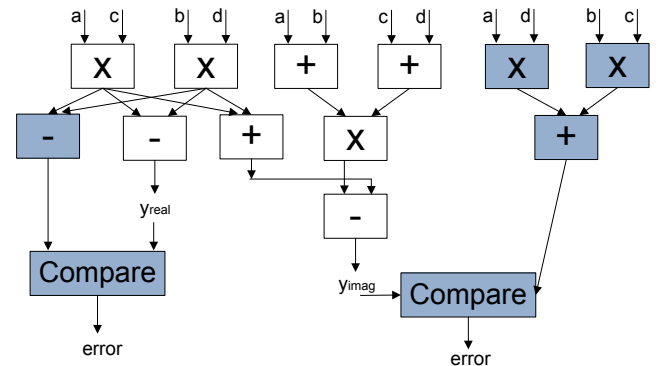 a c b d a b c d a d b c
x x + + x x
- - + x +
-
yreal
Compare
yimag Compare
error
error